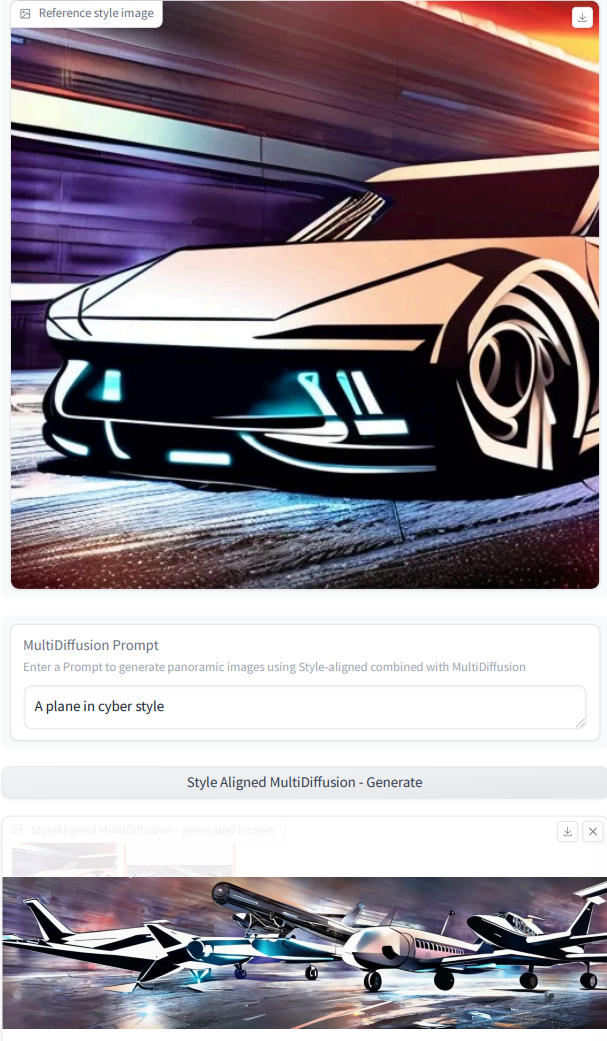 Reference style image
MultiDiffusion Prompt
Enter a Prompt to generate panoramic images using Style-aligned combined with MultiDiffusion
A plane in cyber style
Style Aligned MultiDiffusion - Generate
StyleAligned MultiDiffusion - generated images